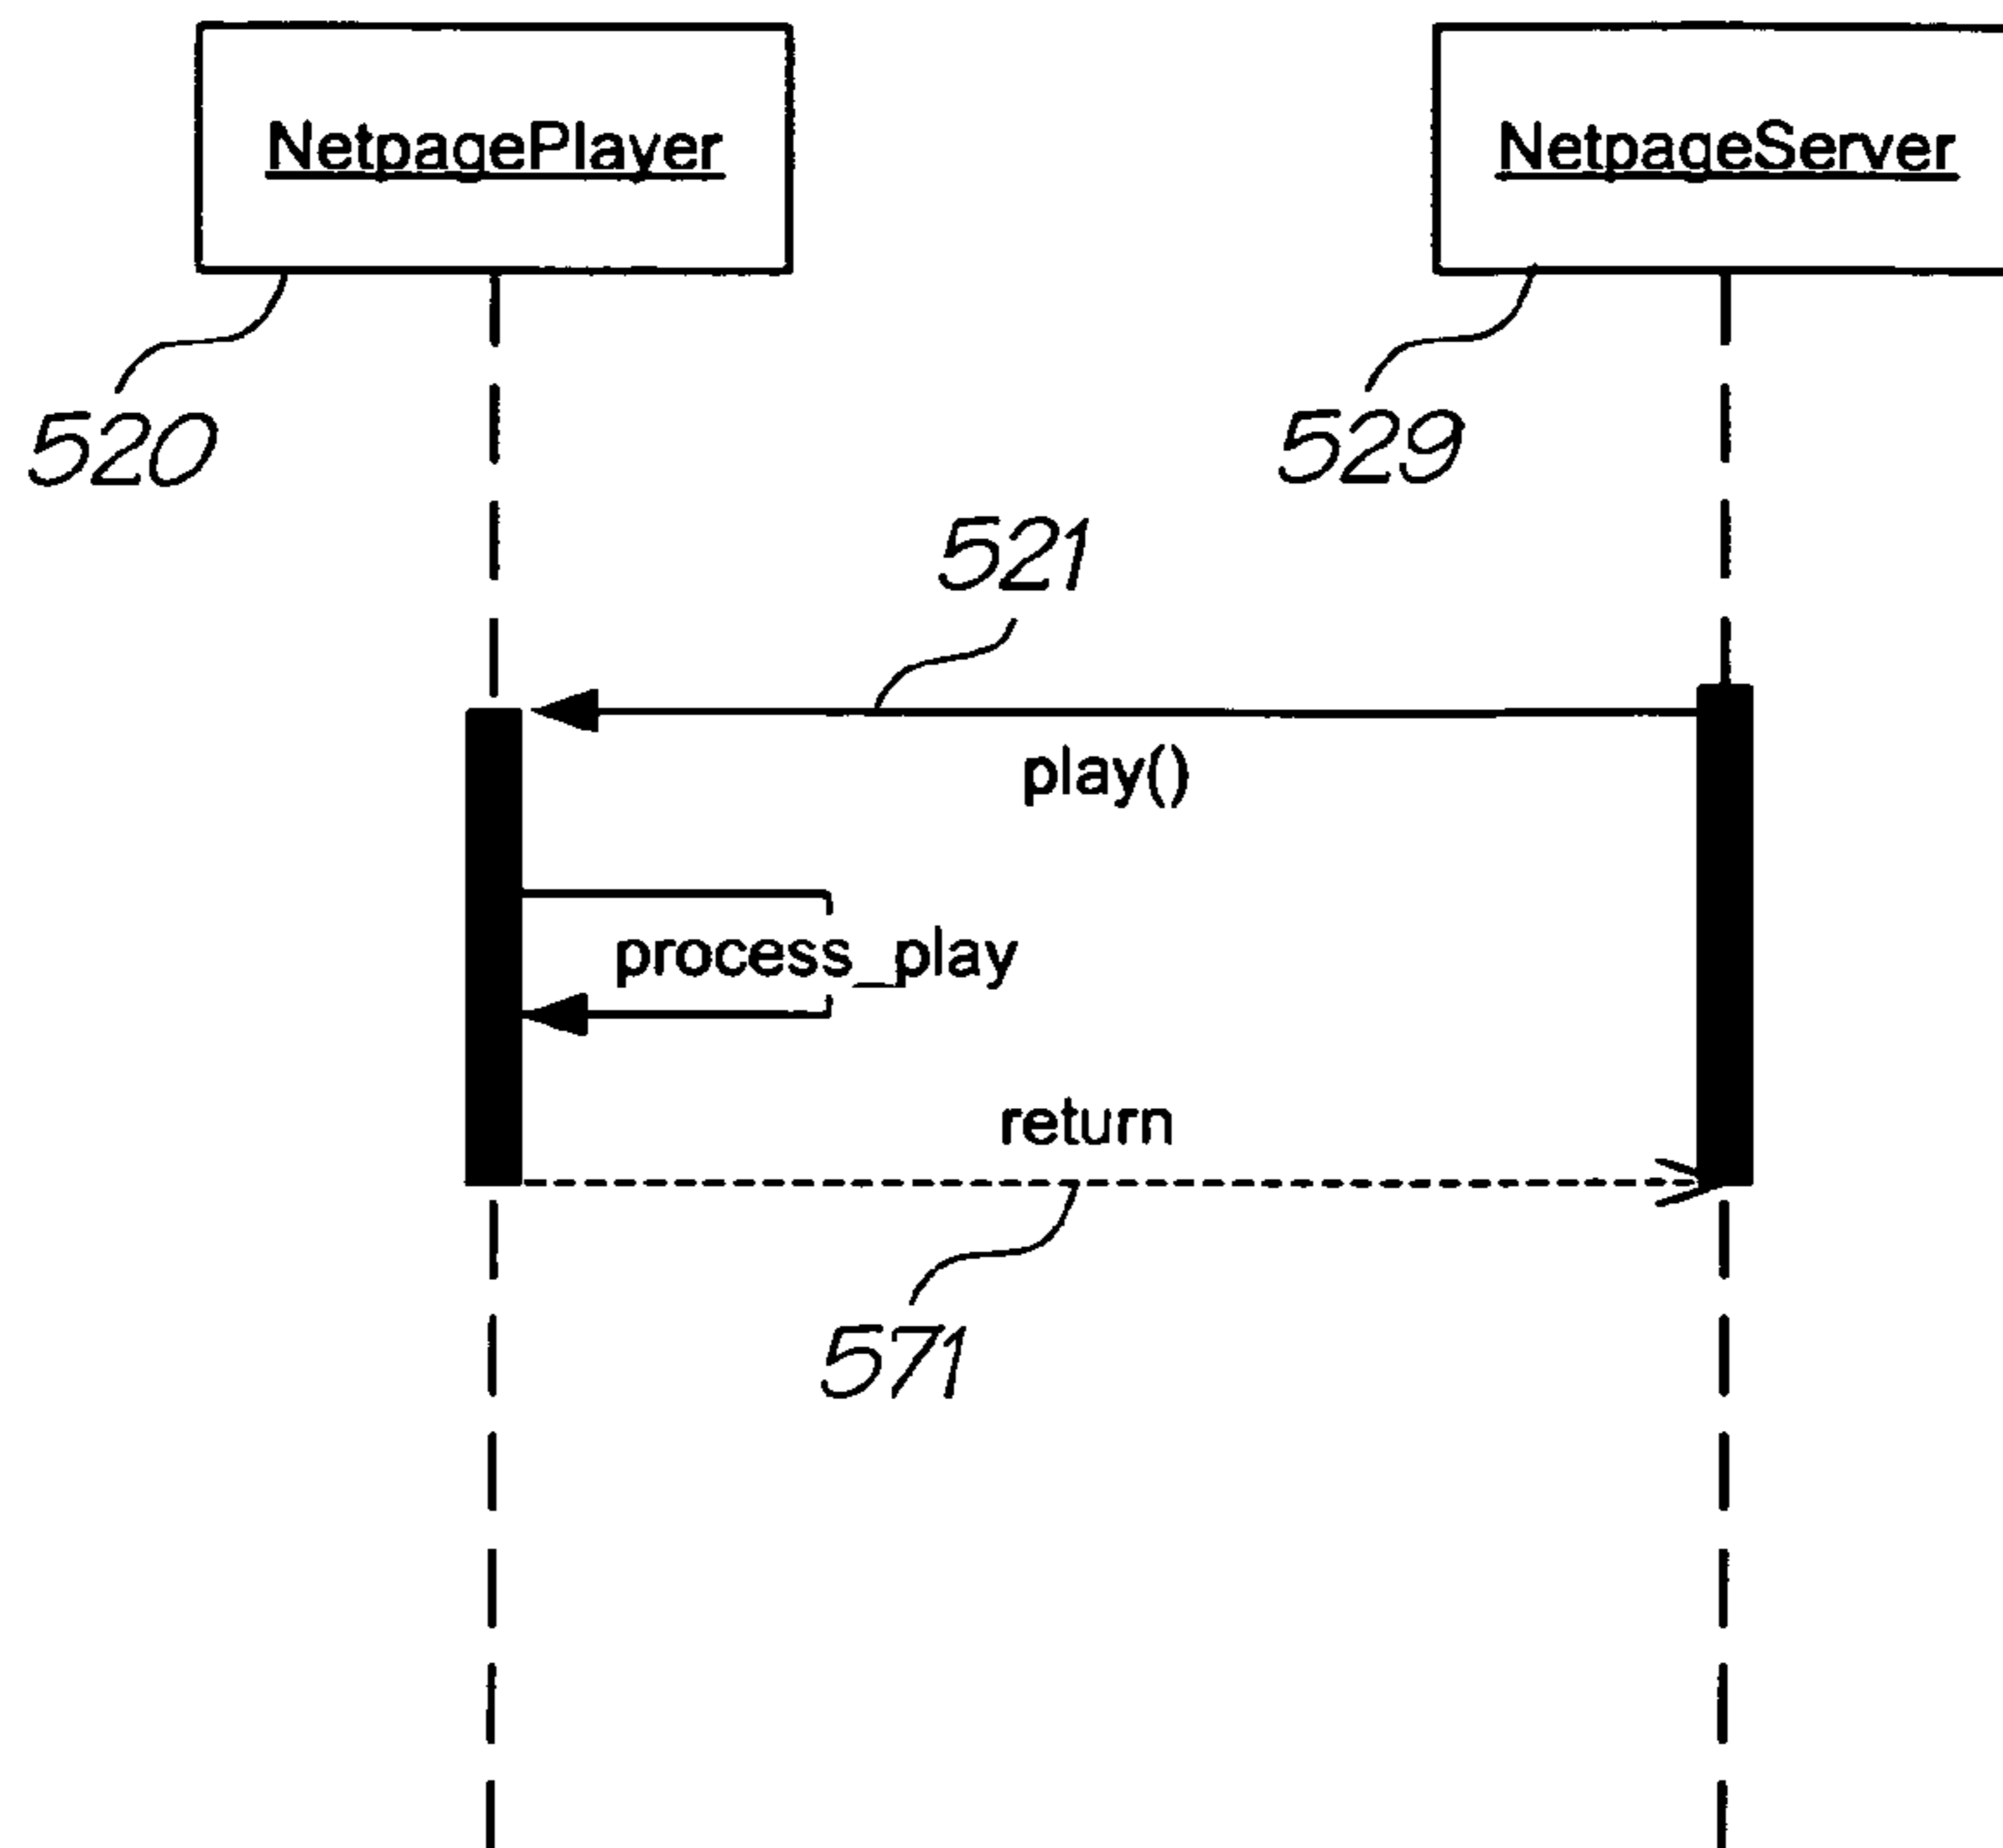 NetpagePlayer
NetpageServer
520
529
521
play()
process_play
return
571